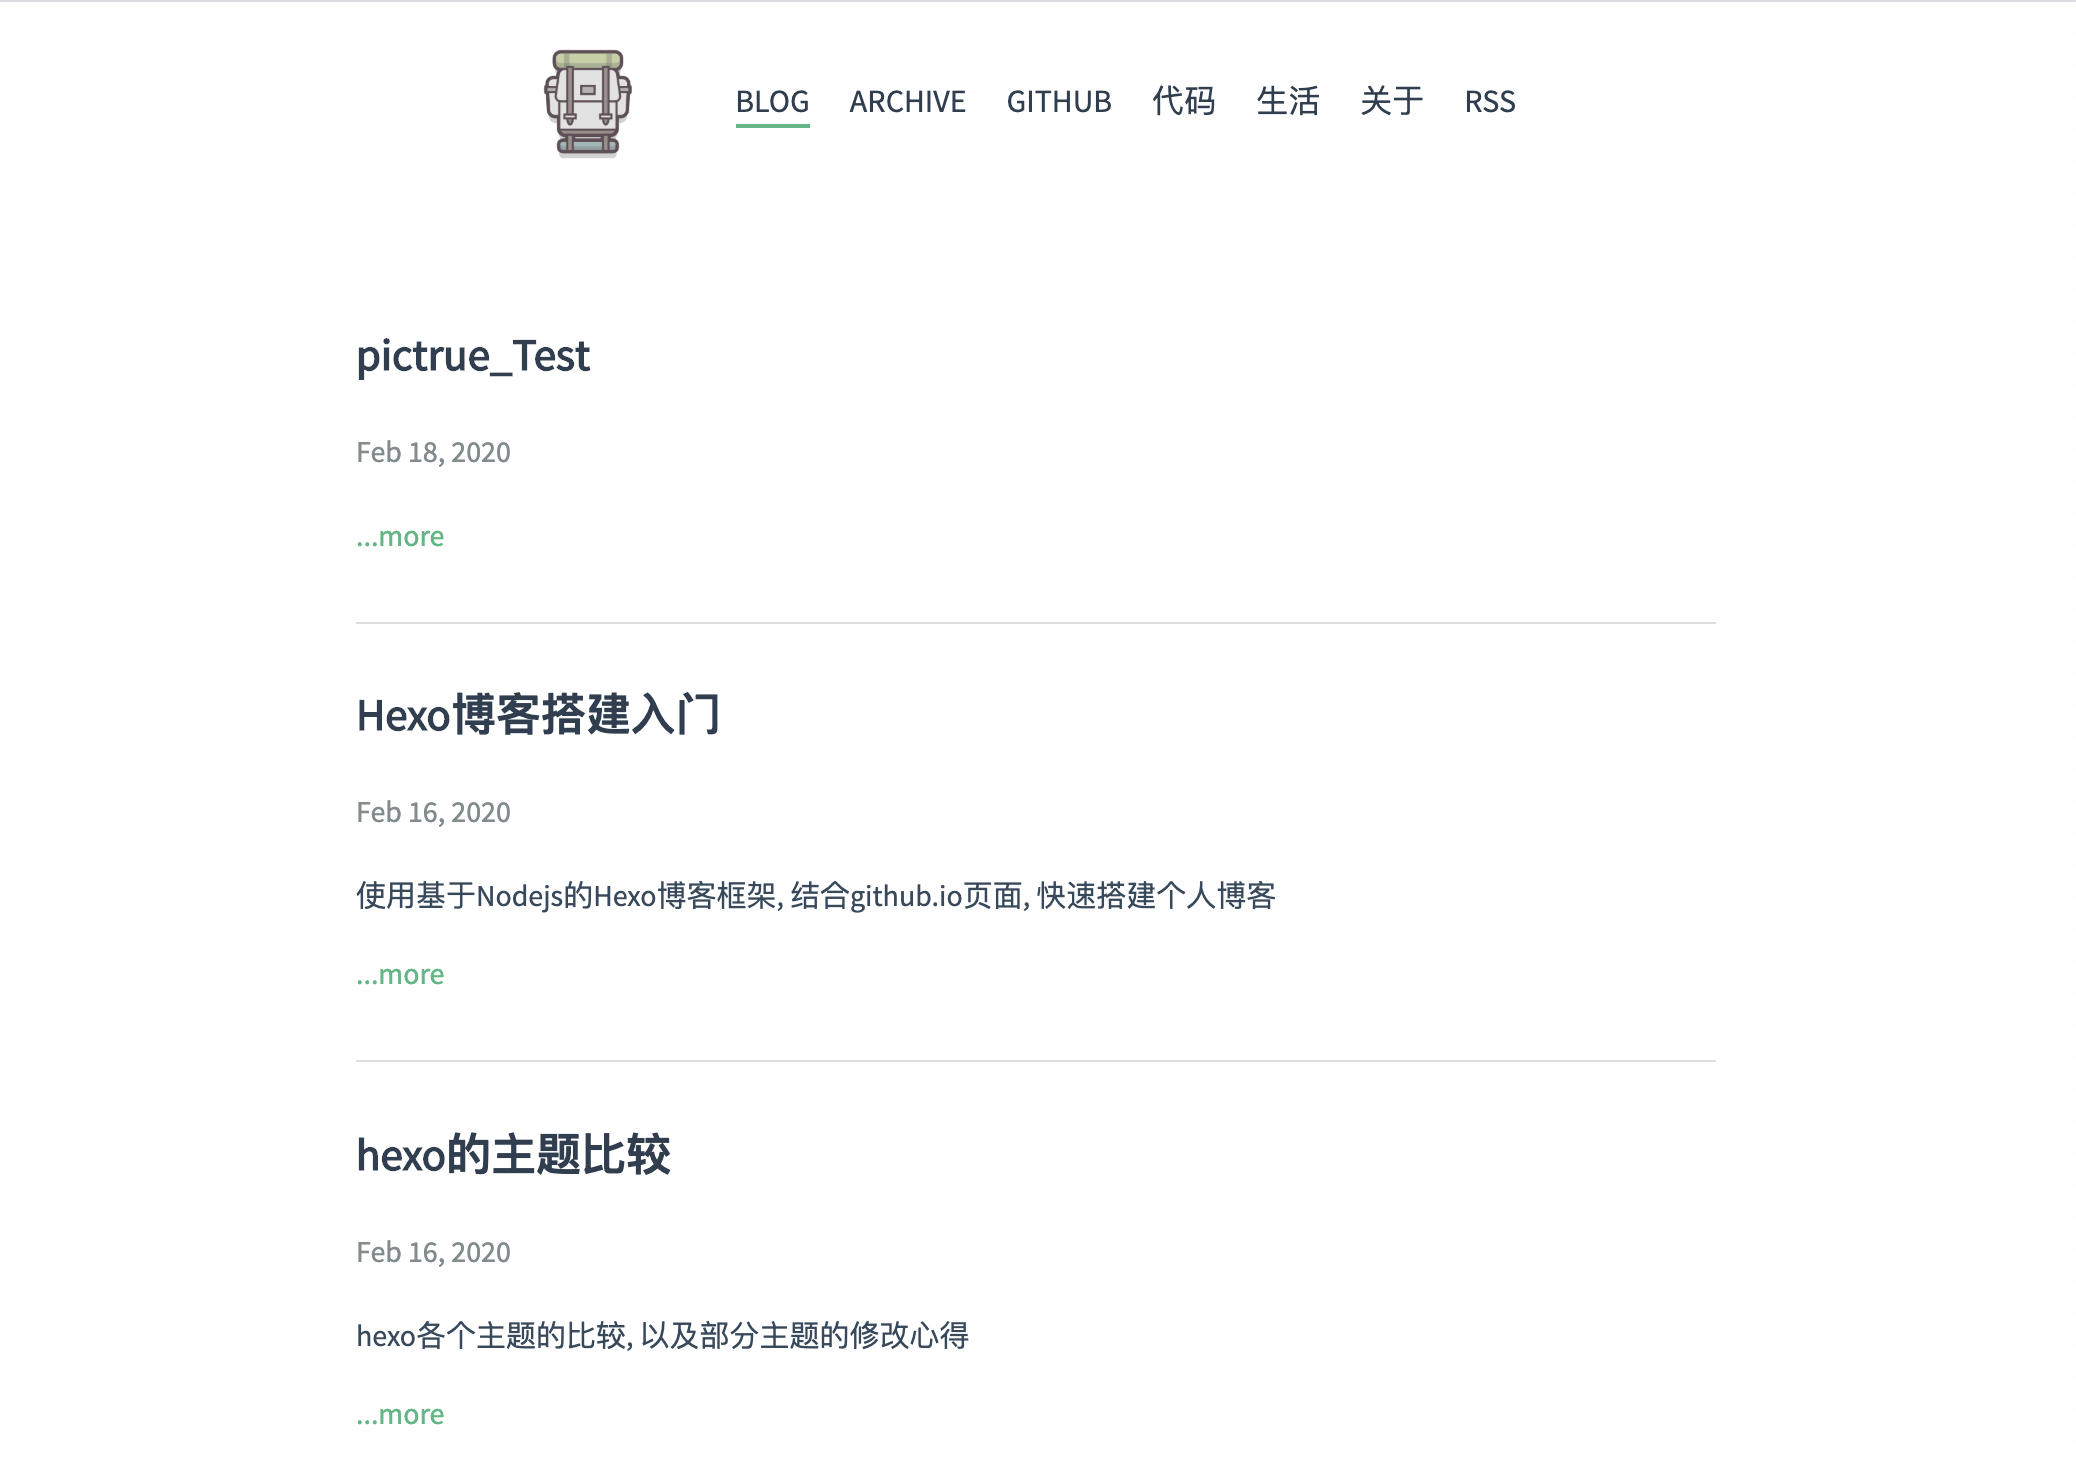 BLOG ARCHIVE GITHUB 代码 生活 关于 RSS
pictrue_Test
Feb 18, 2020
...more
Hexo博客搭建入门
Feb 16, 2020
使用基于Nodejs的Hexo博客框架, 结合github.io页面, 快速搭建个人博客
...more
hexo的主题比较
Feb 16, 2020
hexo各个主题的比较, 以及部分主题的修改心得
...more